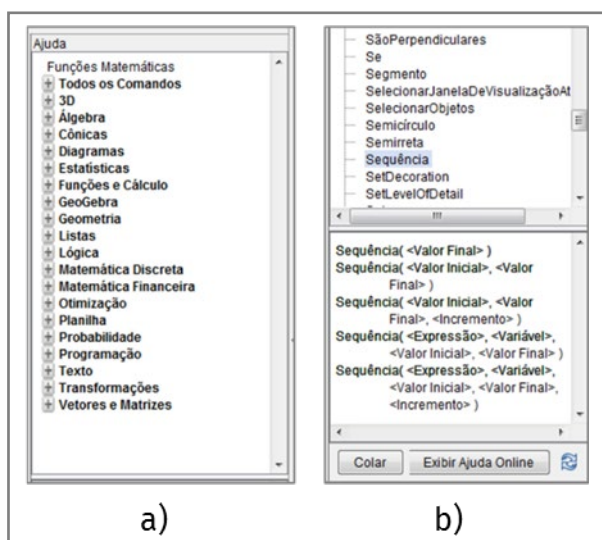 Ajuda
Funções Matemáticas
Todos os Comandos
3D
Álgebra
Cônicas
Diagramas
Estatísticas
Funções e Cálculo
GeoGebra
Geometria
Listas
Lógica
Matemática Discreta
Matemática Financeira
Otimização
Planilha
Probabilidade
Programação
Texto
Transformações
Vetores e Matrizes
a)
SãoPerpendiculares
Se
Segmento
SelecionarJanelaDeVisualizaçãoAt
SelecionarObjetos
Semicírculo
Semirreta
Sequência
SetDecoration
SetLevelOfDetail
Sequência( <Valor Final> )
Sequência( <Valor Inicial>, <Valor
Final> )
Sequência( <Valor Inicial>, <Valor
Final>, <Incremento> )
Sequência( <Expressão>, <Variável>,
<Valor Inicial>, <Valor Final> )
Sequência( <Expressão>, <Variável>,
<Valor Inicial>, <Valor Final>,
<Incremento> )
Colar
Exibir Ajuda Online
b)